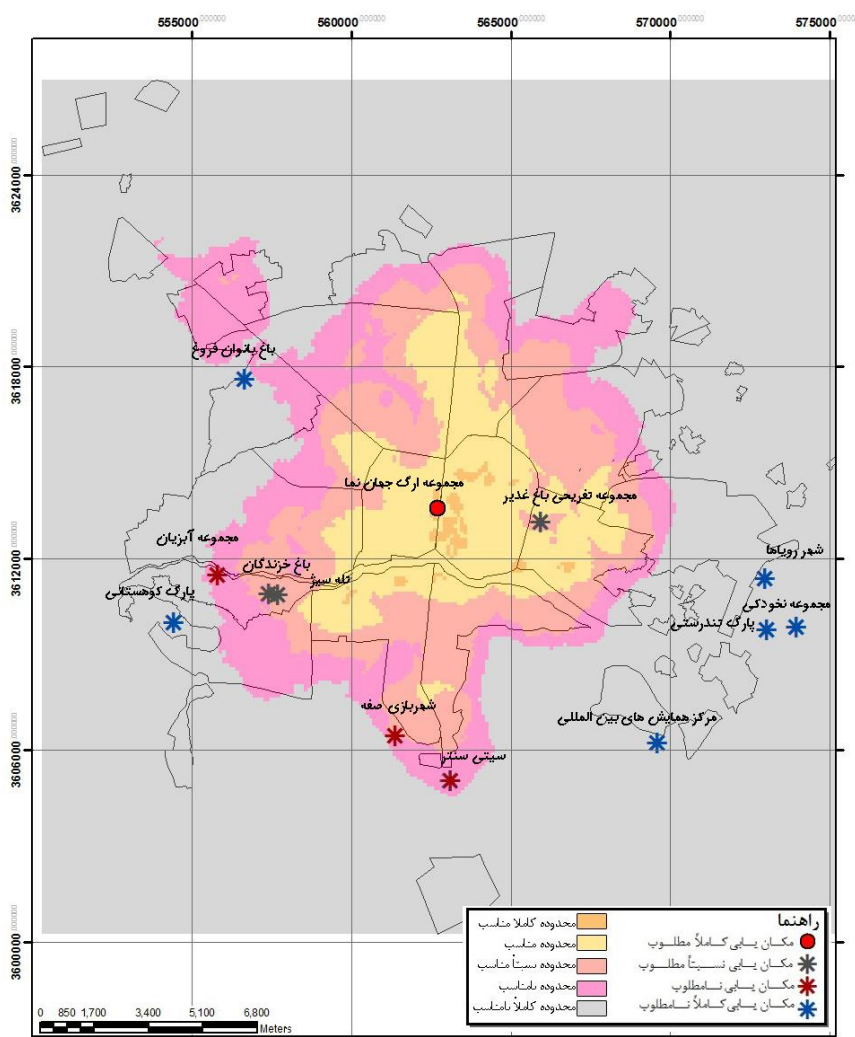 555000 560000 565000 570000 575000
3624000
3618000
3612000
3606000
3600000
باغ بانوان فروغ
مجموعه ارگ جهان نما
مجموعه تفریحی باغ غدیر
مجموعه آبزیان
باغ خزندگان
تله سیژ
پارگ کوهستانی
شهر رویاها
مجموعه نخودکی
پارگ تندرستی
شهربازی صفه
مرکز همایش های بین المللی
سیتی سنتر
راهنما
مکان یابی کاملاً مطلوب
مکان یابی نسبتاً مطلوب
مکان یابی نامطلوب
مکان یابی کاملاً نامطلوب
محدوده کاملا مناسب
محدوده مناسب
محدوده نسبتاً مناسب
محدوده نامناسب
محدوده کاملاً نامناسب
0 850 1,700 3,400 5,100 6,800
Meters